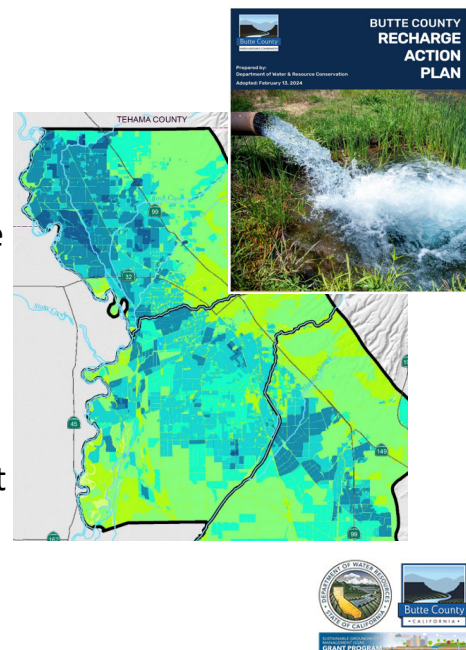 BUTTE COUNTY
RECHARGE
ACTION
PLAN
Butte County
Prepared by:
Department of Water & Resource Conservation
Adopted: February 13, 2024
TEHAMA COUNTY
99
32
45
149
99
162
e
t
DEPARTMENT OF WATER RESOURCES
STATE OF CALIFORNIA
Butte County
• CALIFORNIA •
SUSTAINABLE GROUNDWATER
MANAGEMENT (SGM)
GRANT PROGRAM